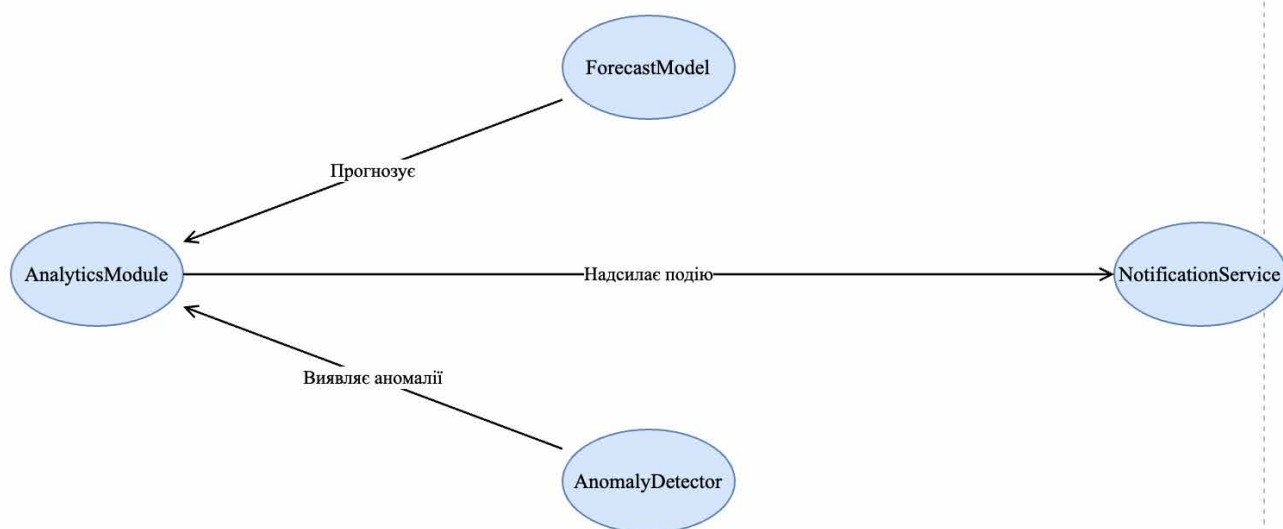 ForecastModel
Прогнозує
AnalyticsModule
Надсилає подію
NotificationService
Виявляє аномалії
AnomalyDetector